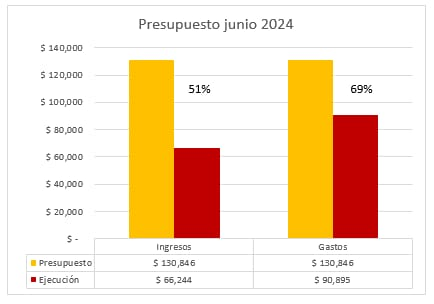 Presupuesto junio 2024
$ 140,000
$ 120,000
$ 100,000
$ 80,000
$ 60,000
$ 40,000
$ 20,000
$ -
51%
69%
Ingresos Gastos
Presupuesto $ 130,846 $ 130,846
Ejecución $ 66,244 $ 90,895